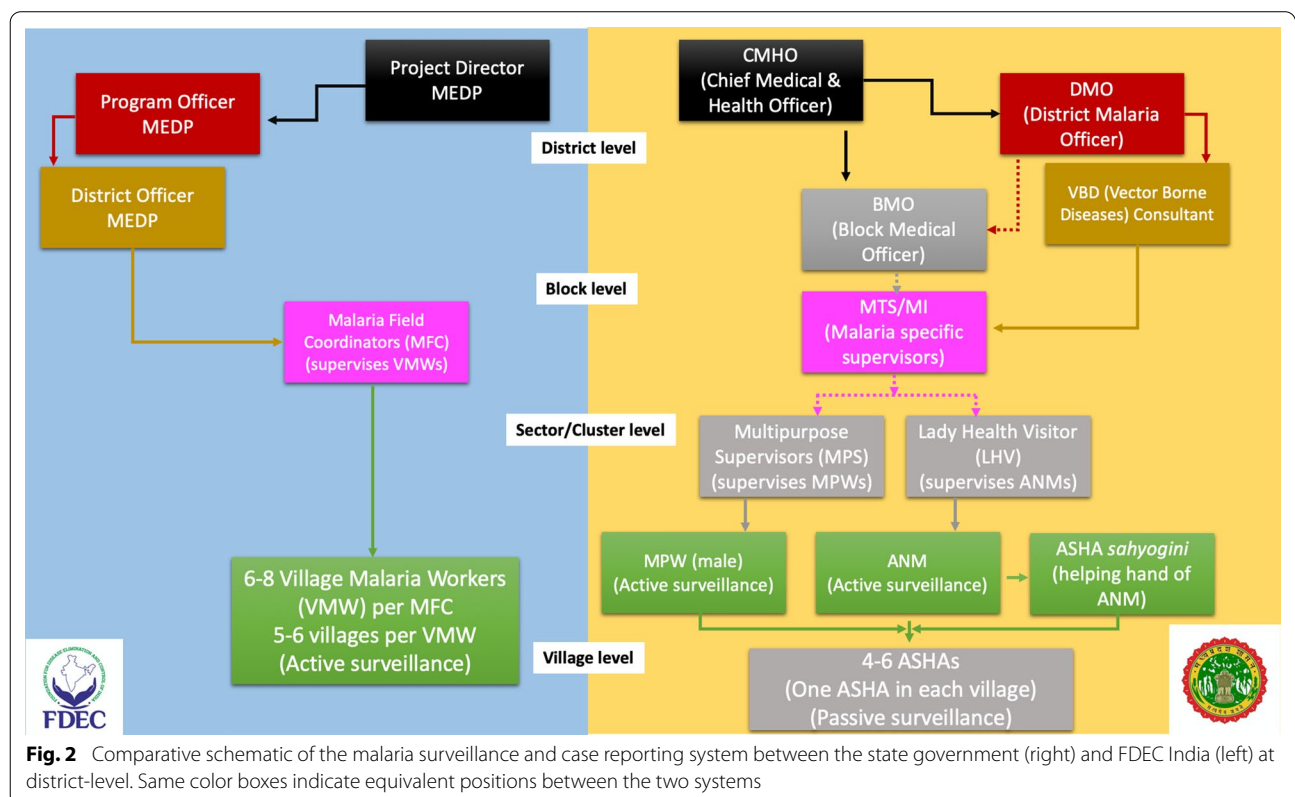 Project Director
MEDP
Program Officer
MEDP
District Officer
MEDP
Malaria Field
Coordinators (MFC)
(supervises VMWs)
6-8 Village Malaria Workers
(VMW) per MFC
5-6 villages per VMW
(Active surveillance)
FDEC
District level
Block level
Sector/Cluster level
Village level
CMHO
(Chief Medical &
Health Officer)
DMO
(District Malaria
Officer)
BMO
(Block Medical
Officer)
VBD (Vector Borne
Diseases) Consultant
MTS/MI
(Malaria specific
supervisors)
Multipurpose
Supervisors (MPS)
(supervises MPWs)
Lady Health Visitor
(LHV)
(supervises ANMs)
MPW (male)
(Active surveillance)
ANM
(Active surveillance)
ASHA sahyogini
(helping hand of
ANM)
4-6 ASHAs
(One ASHA in each village)
(Passive surveillance)
Fig. 2 Comparative schematic of the malaria surveillance and case reporting system between the state government (right) and FDEC India (left) at
district-level. Same color boxes indicate equivalent positions between the two systems